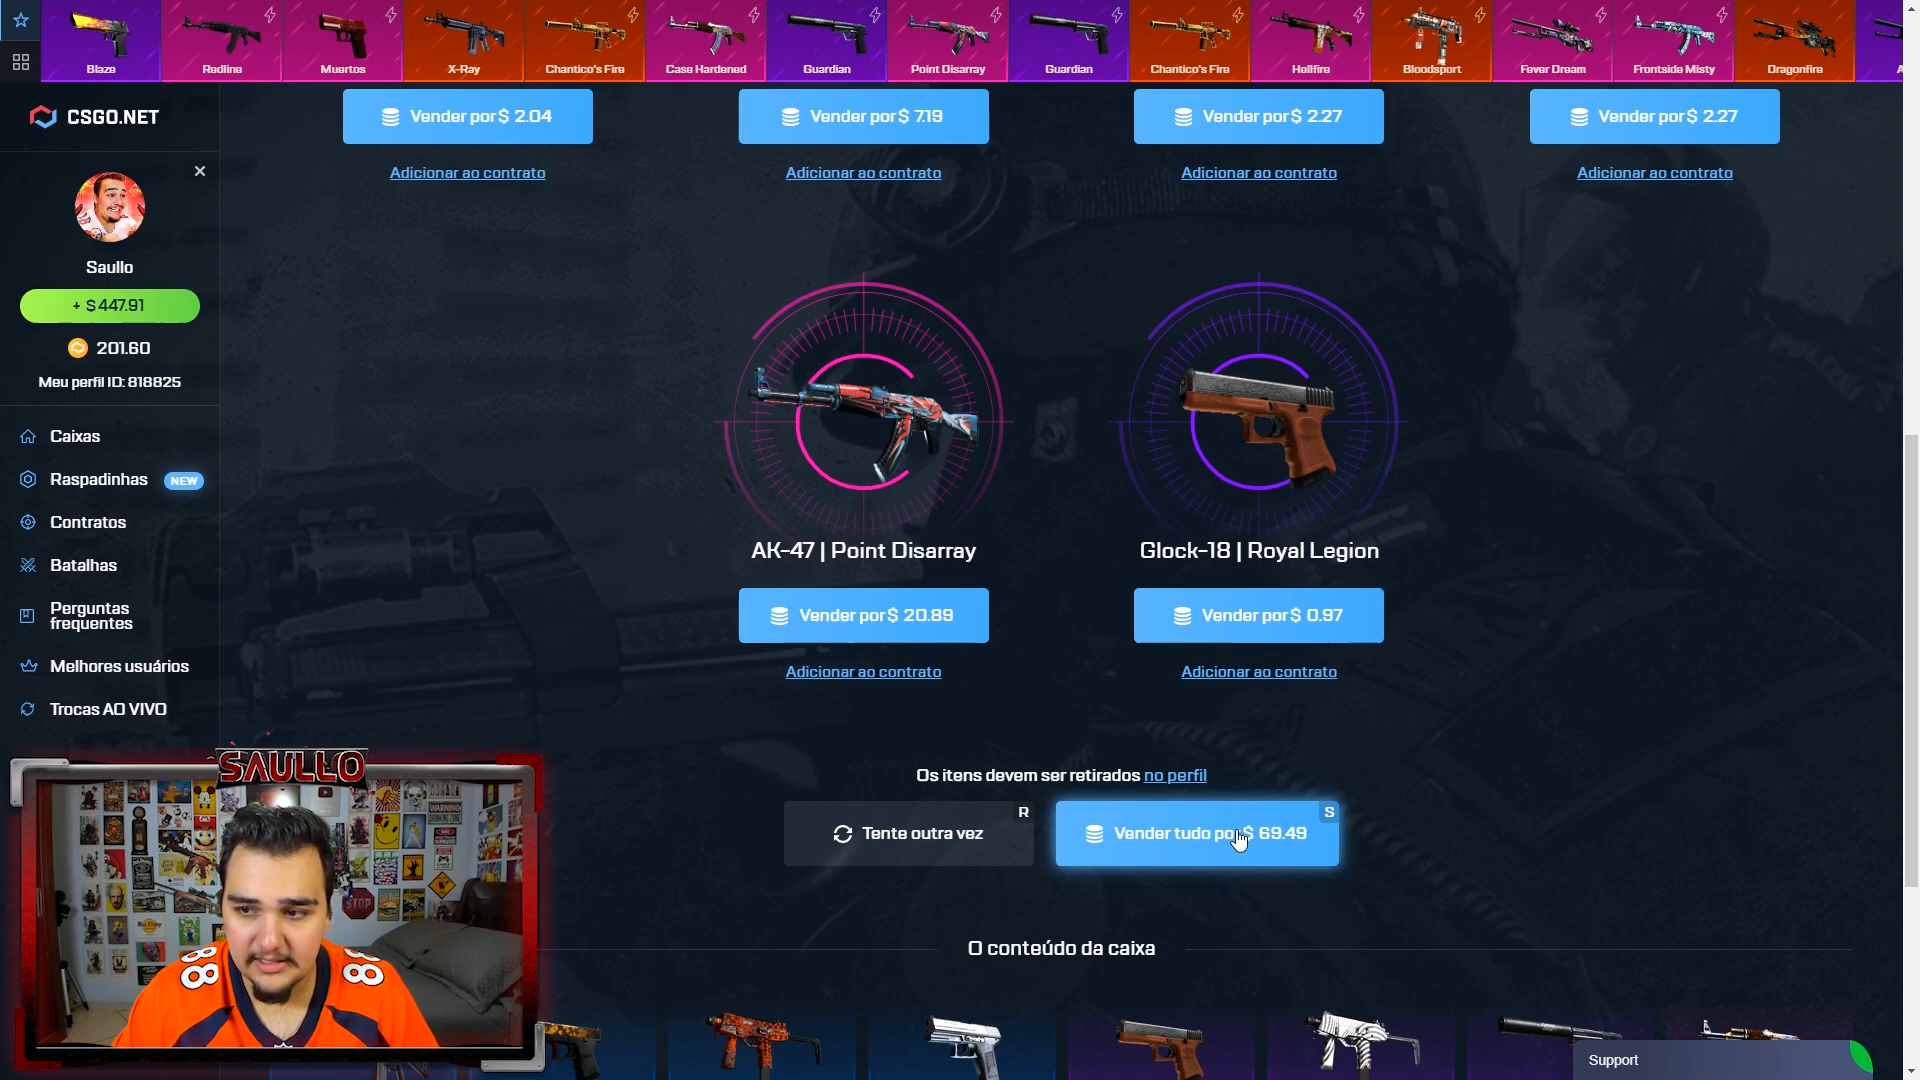 Blaze
Redline
Muertos
X-Ray
Chantico's Fire
Case Hardened
Guardian
Point Disarray
Guardian
Chantico's Fire
Hellfire
Bloodsport
Fever Dream
Frontside Misty
Dragonfire
CSGO.NET
Vender por $ 2.04
Vender por $ 7.19
Vender por $ 2.27
Vender por $ 2.27
Adicionar ao contrato
Adicionar ao contrato
Adicionar ao contrato
Adicionar ao contrato
Saullo
+ $ 447.91
201.60
Meu perfil ID: 818825
Caixas
Raspadinhas NEW
Contratos
Batalhas
Perguntas
frequentes
Melhores usuários
Trocas AO VIVO
AK-47 | Point Disarray
Glock-18 | Royal Legion
Vender por $ 20.89
Vender por $ 0.97
Adicionar ao contrato
Adicionar ao contrato
Os itens devem ser retirados no perfil
Tente outra vez R
Vender tudo por $ 69.49 S
O conteúdo da caixa
SAULLO
WARNING
STOP
88
88
Support